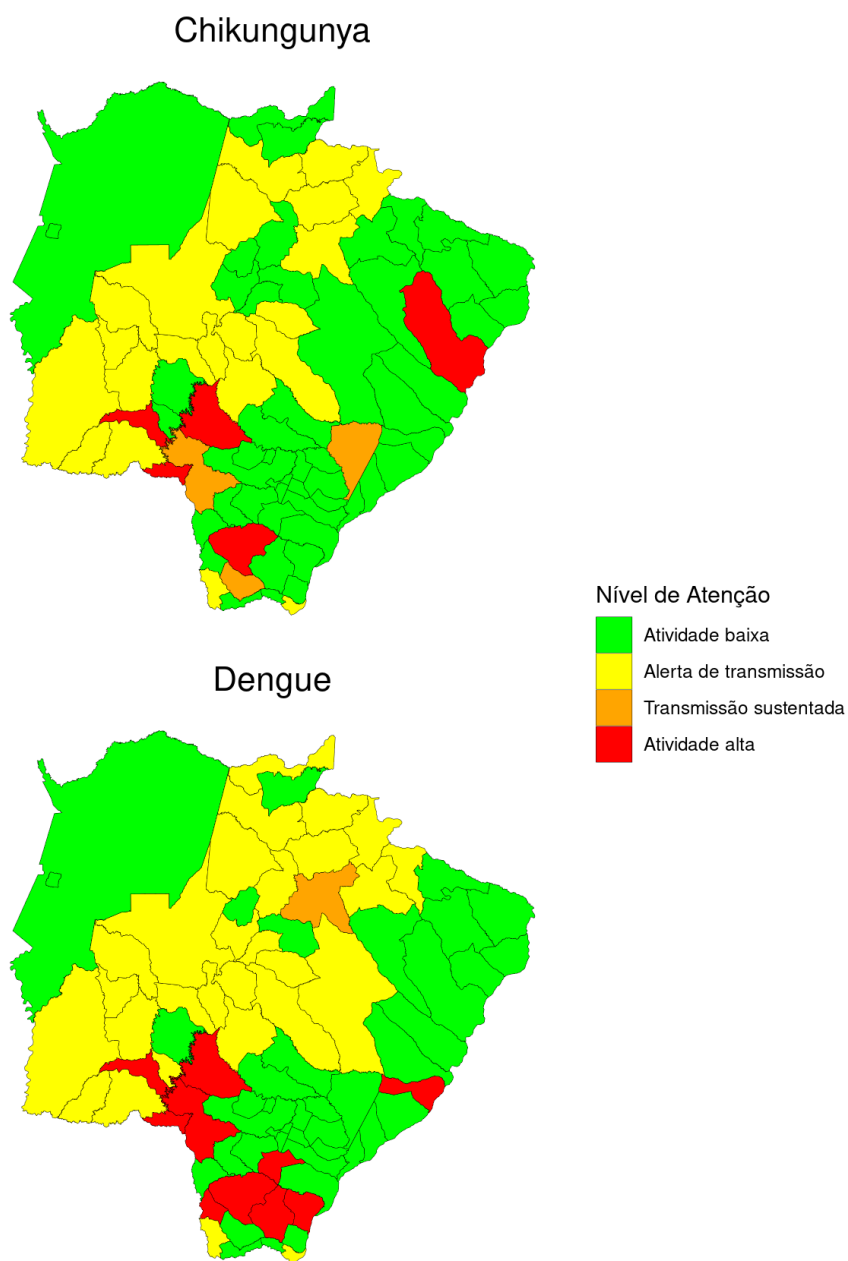 Chikungunya
Nível de Atenção
Atividade baixa
Alerta de transmissão
Transmissão sustentada
Atividade alta
Dengue